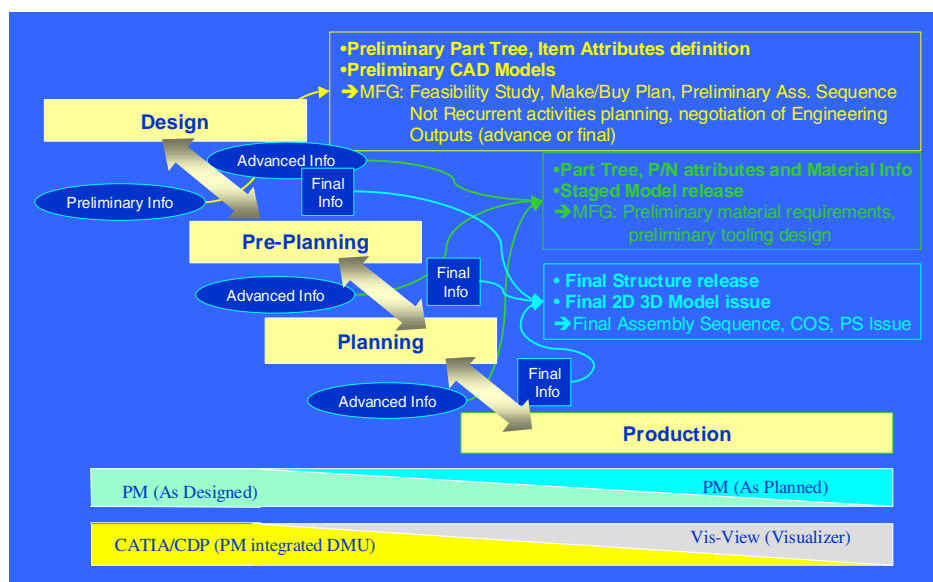 •Preliminary Part Tree, Item Attributes definition
•Preliminary CAD Models
➔MFG: Feasibility Study, Make/Buy Plan, Preliminary Ass. Sequence
Not Recurrent activities planning, negotiation of Engineering
Outputs (advance or final)
Design
Advanced Info
Final
Info
Preliminary Info
•Part Tree, P/N attributes and Material Info
•Staged Model release
➔MFG: Preliminary material requirements,
preliminary tooling design
Pre-Planning
Final
Info
Advanced Info
• Final Structure release
• Final 2D 3D Model issue
➔Final Assembly Sequence, COS, PS Issue
Planning
Final
Info
Advanced Info
Production
PM (As Designed)
PM (As Planned)
CATIA/CDP (PM integrated DMU)
Vis-View (Visualizer)